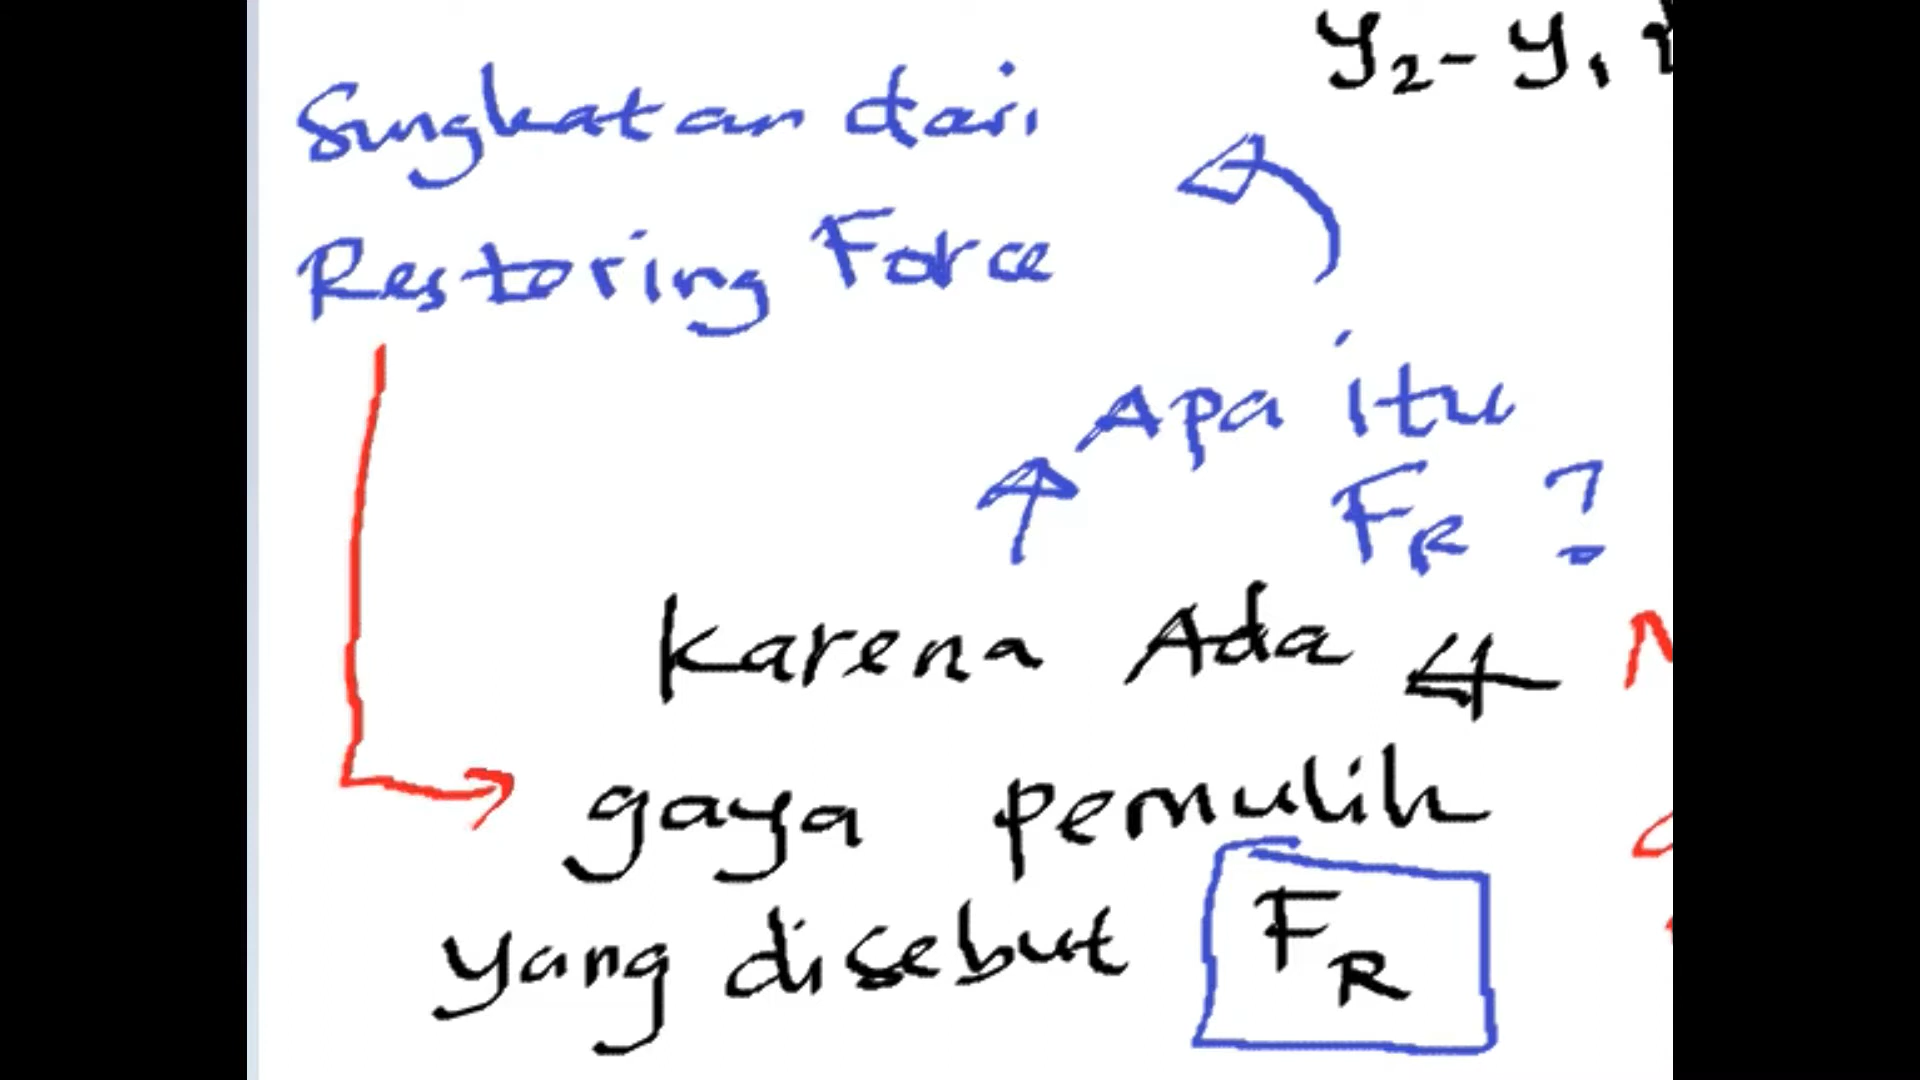 y₂ - y₁
Singkatan dari
Restoring Force
Apa itu
F_R ?
karena Ada
gaya pemulih
yang disebut F_R